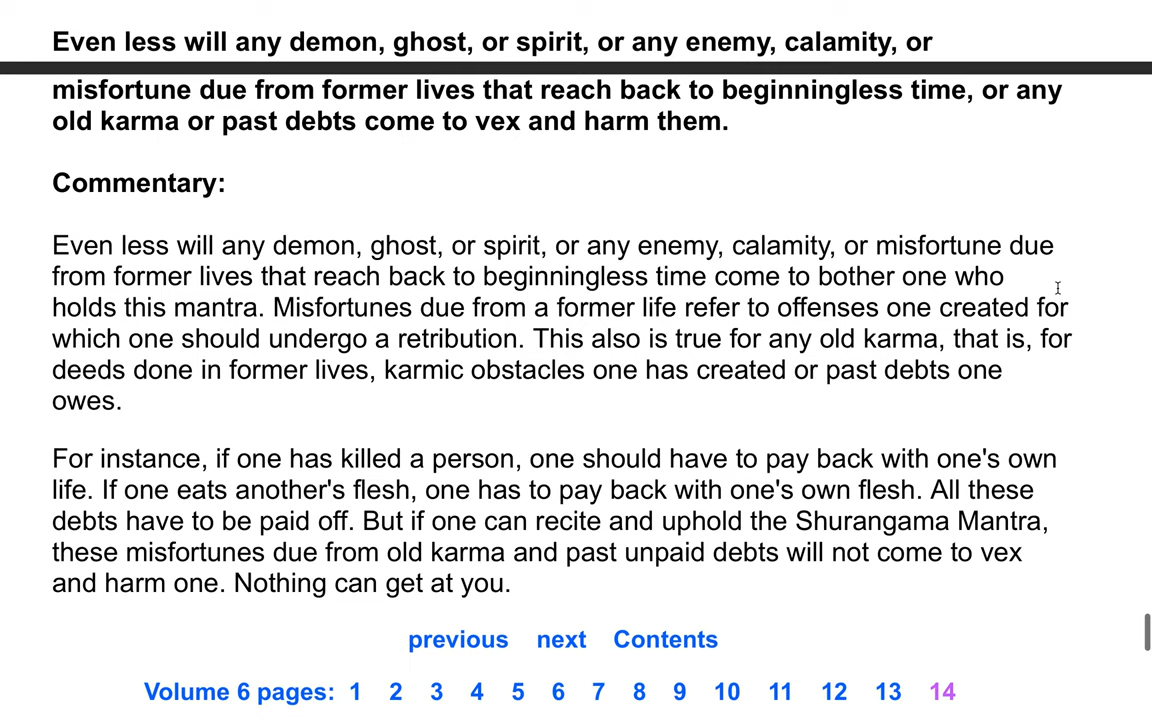 Even less will any demon, ghost, or spirit, or any enemy, calamity, or
misfortune due from former lives that reach back to beginningless time, or any
old karma or past debts come to vex and harm them.
Commentary:
Even less will any demon, ghost, or spirit, or any enemy, calamity, or misfortune due
from former lives that reach back to beginningless time come to bother one who
holds this mantra. Misfortunes due from a former life refer to offenses one created for
which one should undergo a retribution. This also is true for any old karma, that is, for
deeds done in former lives, karmic obstacles one has created or past debts one
owes.
For instance, if one has killed a person, one should have to pay back with one's own
life. If one eats another's flesh, one has to pay back with one's own flesh. All these
debts have to be paid off. But if one can recite and uphold the Shurangama Mantra,
these misfortunes due from old karma and past unpaid debts will not come to vex
and harm one. Nothing can get at you.
previous next Contents
Volume 6 pages: 1 2 3 4 5 6 7 8 9 10 11 12 13 14